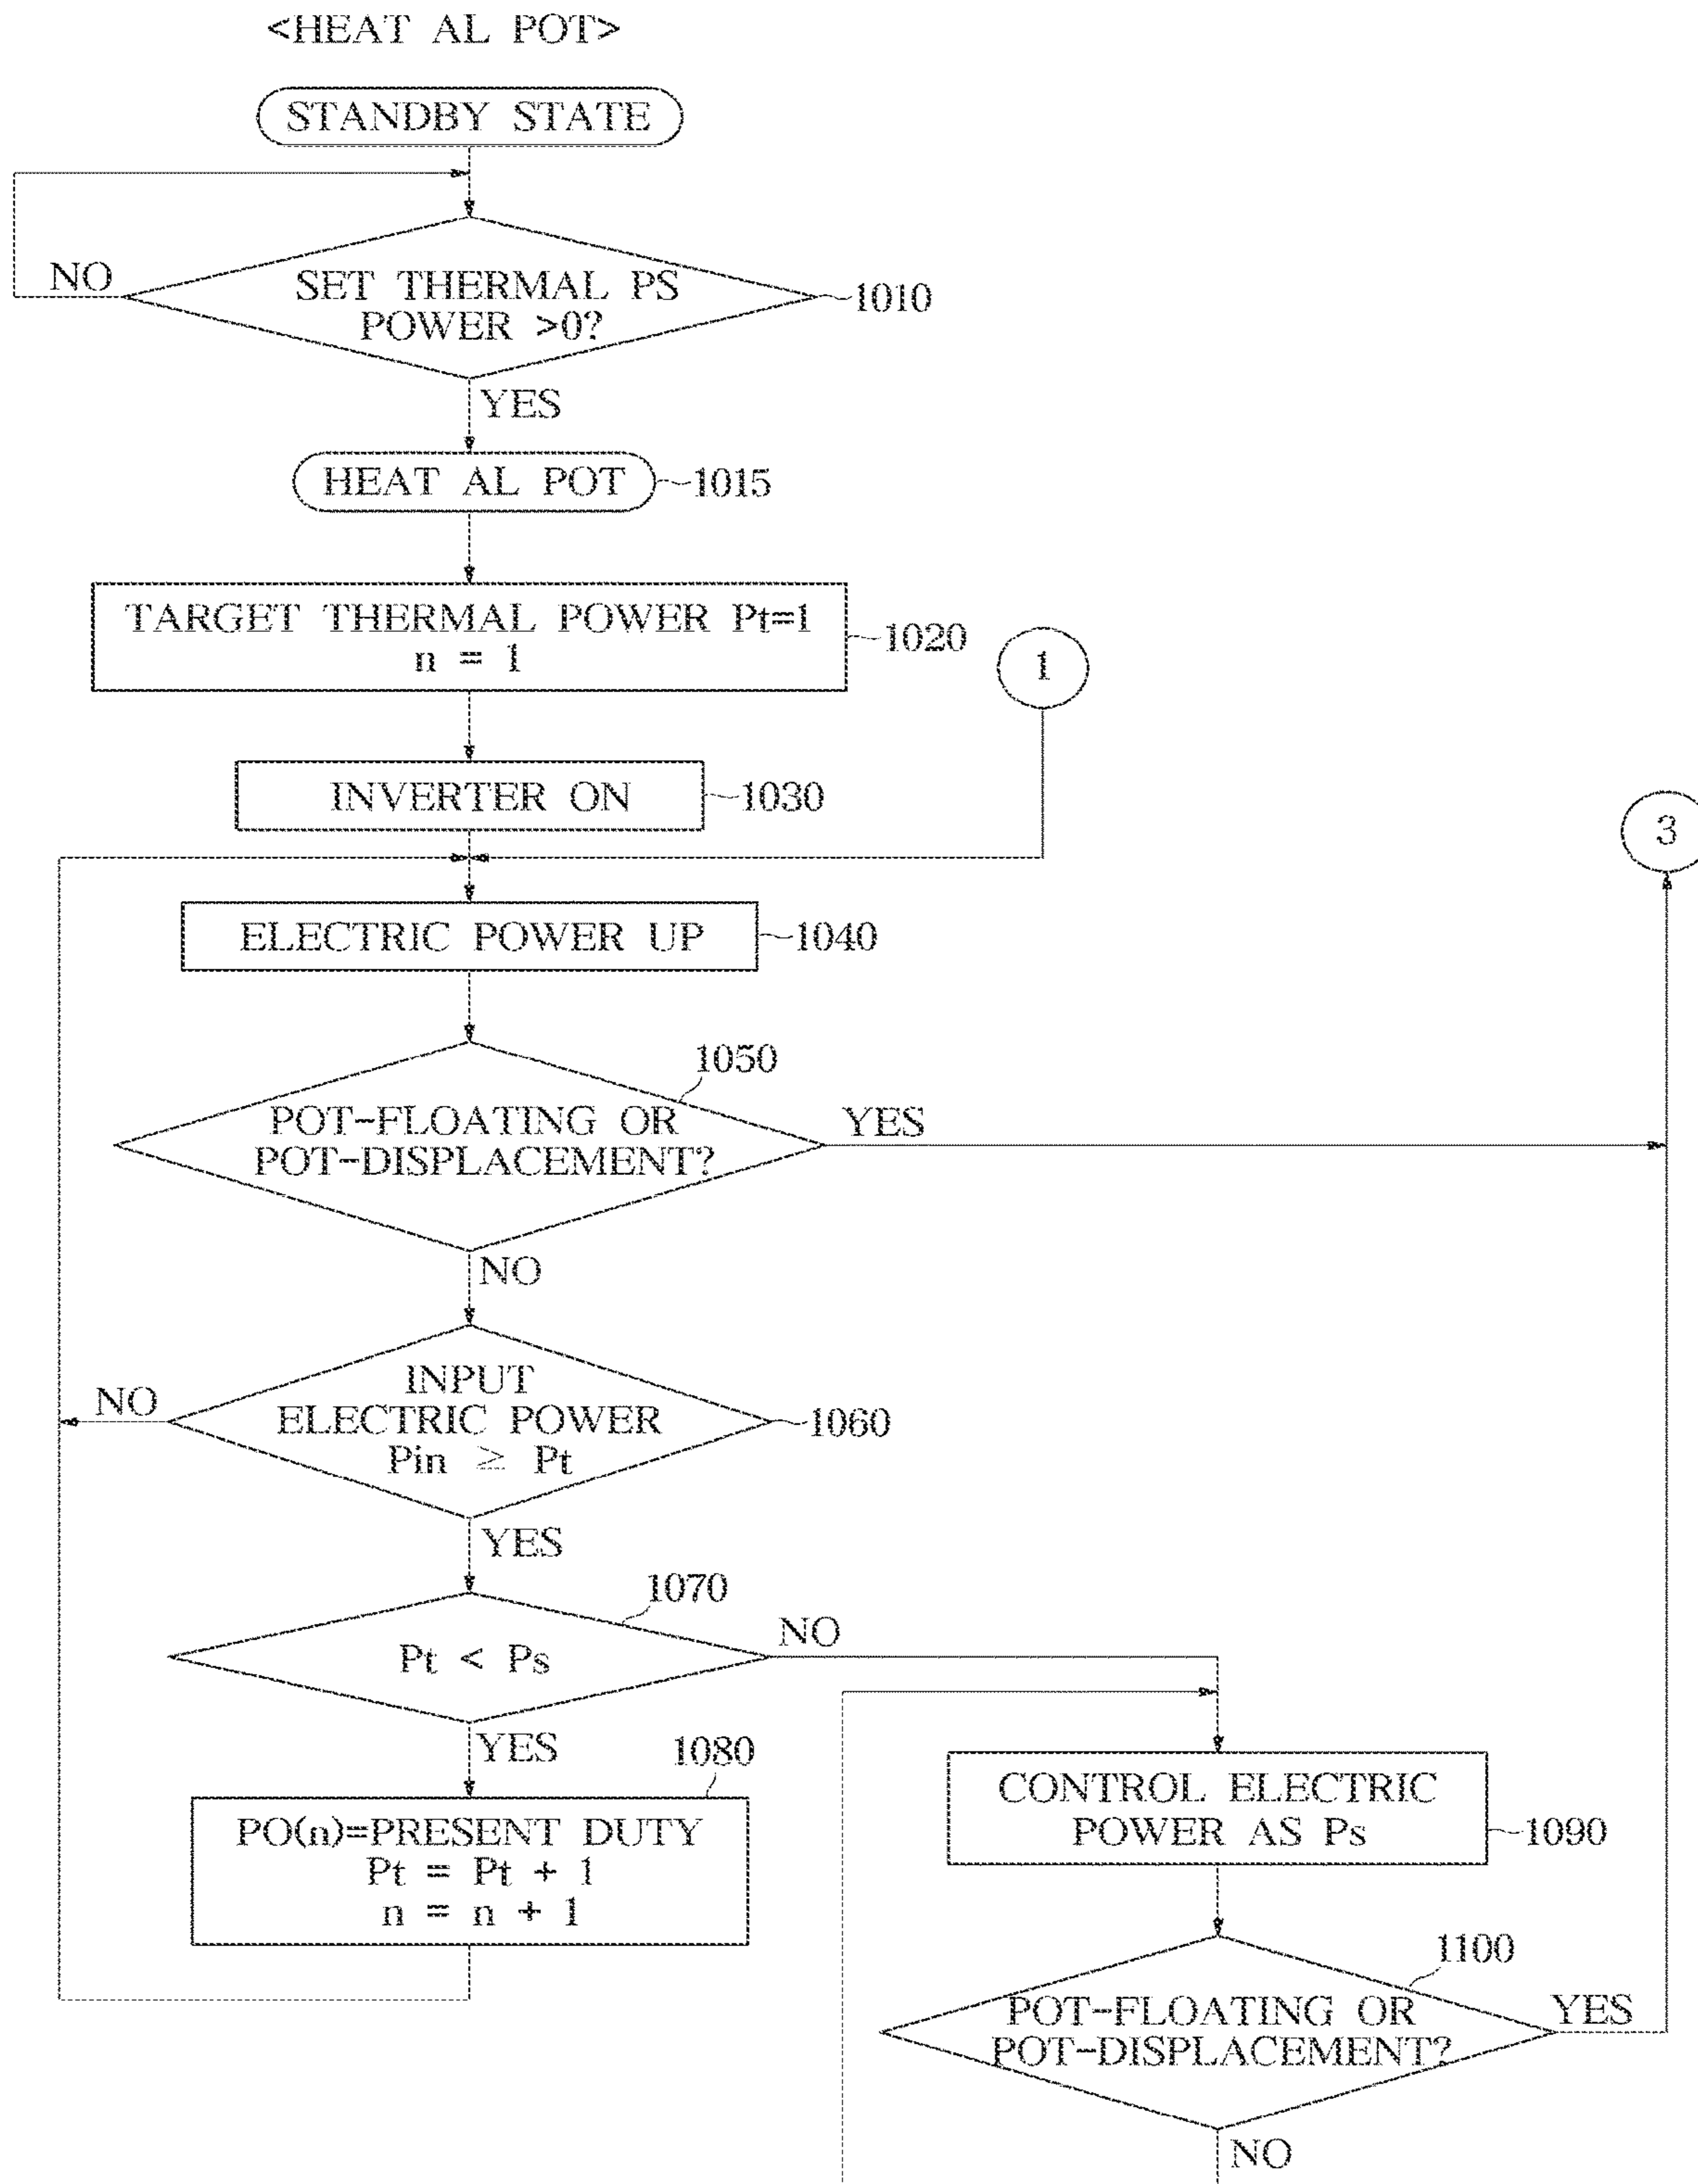 <HEAT AL POT>
STANDBY STATE
NO
SET THERMAL PS
POWER >0?
1010
YES
HEAT AL POT
1015
TARGET THERMAL POWER Pt=1
n = 1
1020
1
INVERTER ON
1030
3
ELECTRIC POWER UP
1040
1050
POT-FLOATING OR
POT-DISPLACEMENT?
YES
NO
INPUT
ELECTRIC POWER
Pin ≥ Pt
NO
1060
YES
1070
Pt < Ps
NO
YES
1080
PO(n)=PRESENT DUTY
Pt = Pt + 1
n = n + 1
CONTROL ELECTRIC
POWER AS Ps
1090
1100
POT-FLOATING OR
POT-DISPLACEMENT?
YES
NO